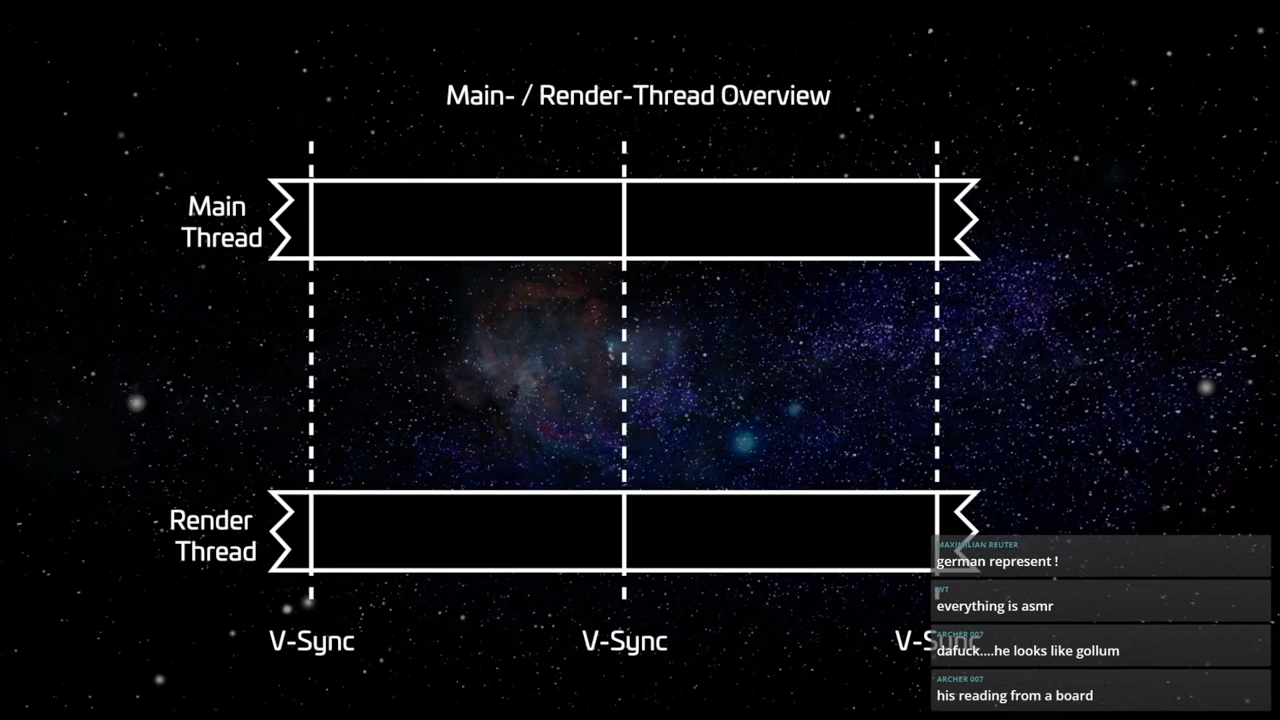 Main- / Render-Thread Overview
Main
Thread
Render
Thread
V-Sync
V-Sync
V-Sync
MAXIMILIAN REUTER
german represent !
everything is asmr
ARCHER 007
dafuck....he looks like gollum
ARCHER 007
his reading from a board